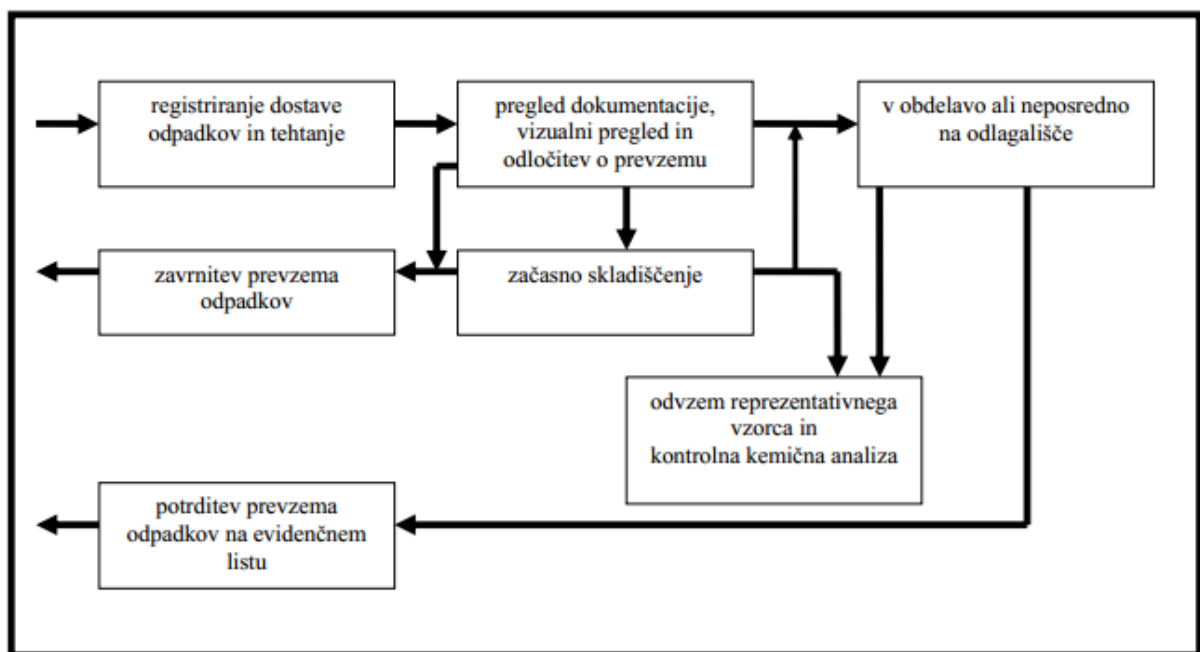 registriranje dostave
odpadkov in tehtanje
pregled dokumentacije,
vizualni pregled in
odločitev o prevzemu
v obdelavo ali neposredno
na odlagališče
zavrnitev prevzema
odpadkov
začasno skladiščenje
odvzem reprezentativnega
vzorca in
kontrolna kemična analiza
potrditev prevzema
odpadkov na evidenčnem
listu